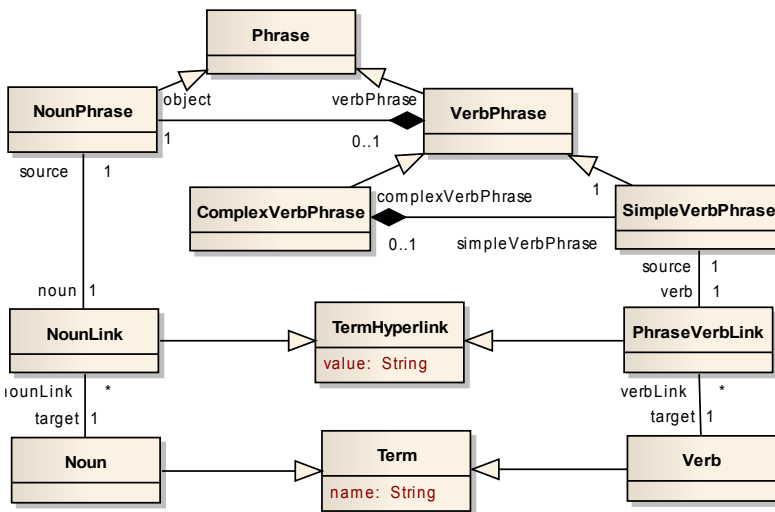 Phrase
object
verbPhrase
NounPhrase
VerbPhrase
1
0..1
source 1
ComplexVerbPhrase
complexVerbPhrase
1
SimpleVerbPhrase
0..1
simpleVerbPhrase
source 1
noun 1
verb 1
NounLink
TermHyperlink
value: String
PhraseVerbLink
nounLink *
verbLink *
target 1
target 1
Noun
Term
name: String
Verb